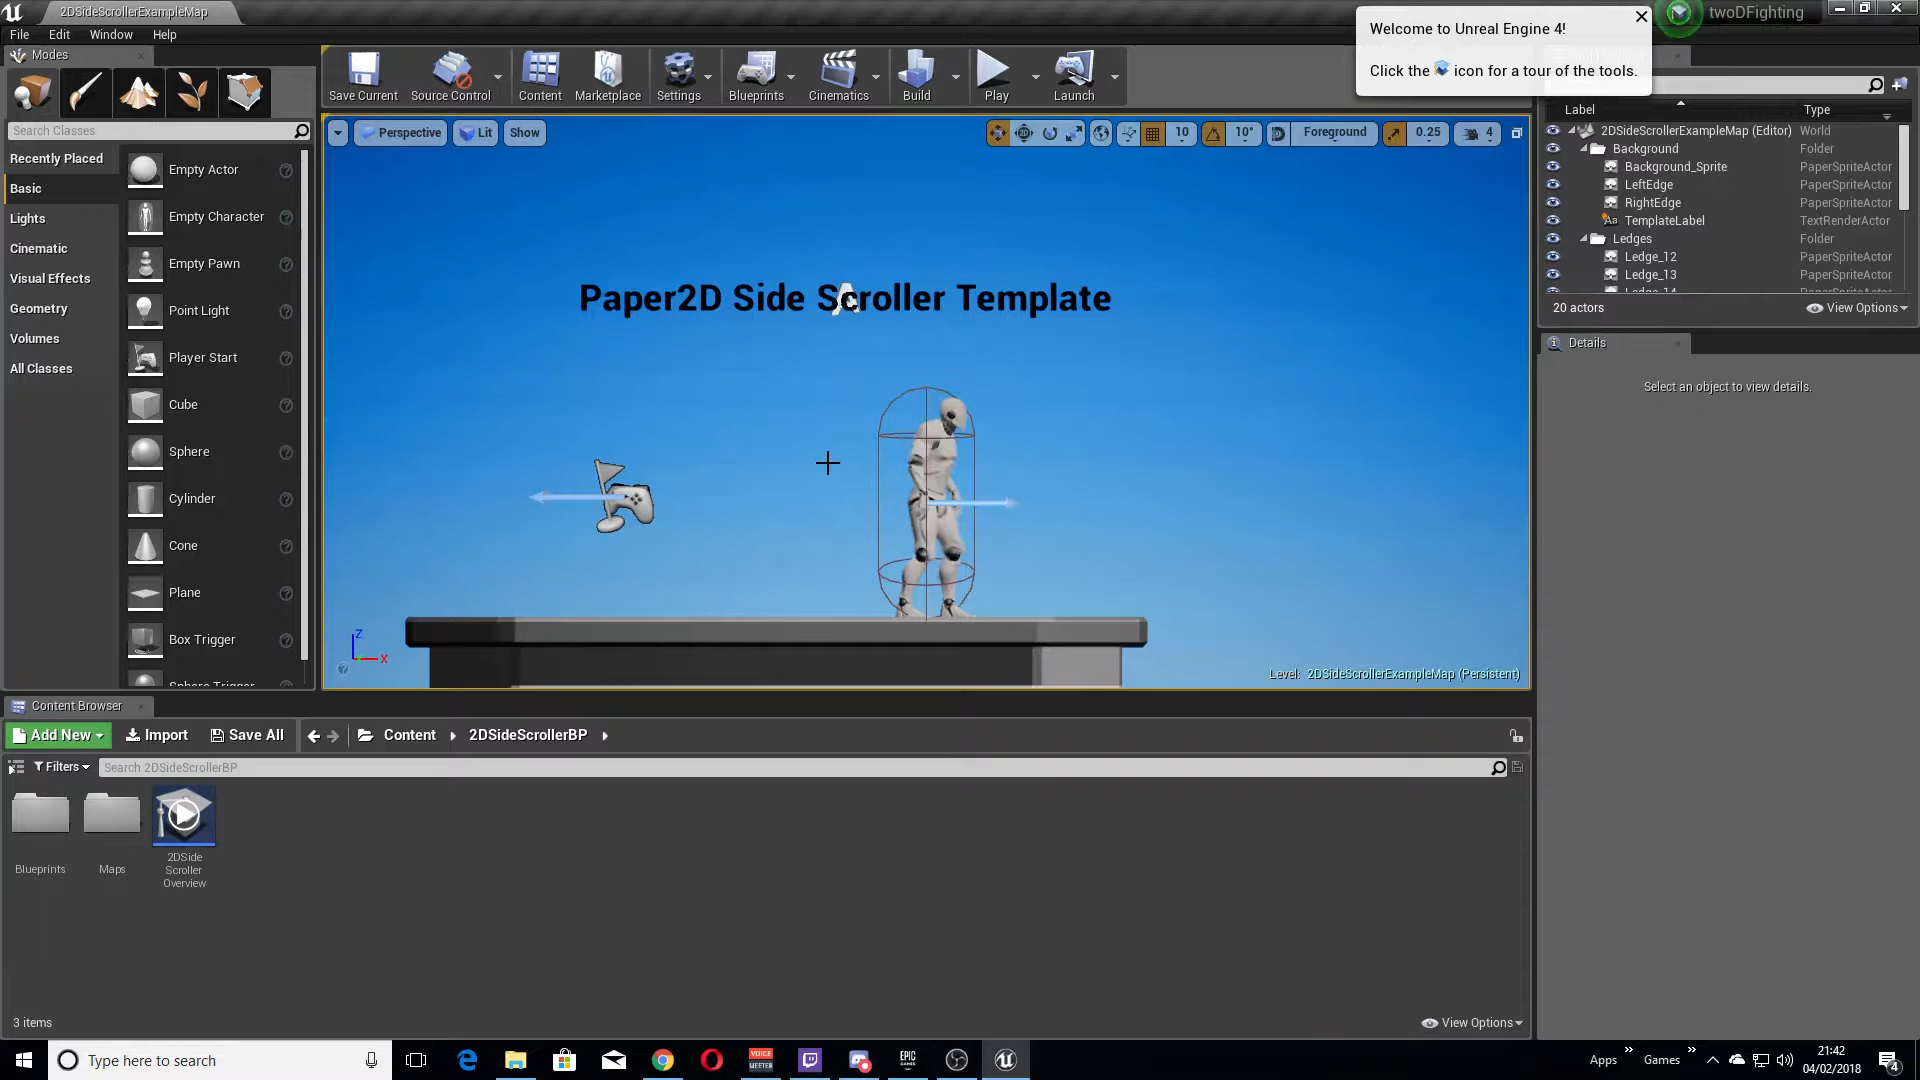 2DSideScrollerExampleMap
twoDFighting
File Edit Window Help
Welcome to Unreal Engine 4!
Click the icon for a tour of the tools.
Modes
Save Current
Source Control
Content
Marketplace
Settings
Blueprints
Cinematics
Build
Play
Launch
Search Classes
Recently Placed
Basic
Lights
Cinematic
Visual Effects
Geometry
Volumes
All Classes
Empty Actor
Empty Character
Empty Pawn
Point Light
Player Start
Cube
Sphere
Cylinder
Cone
Plane
Box Trigger
Sphere Trigger
Perspective
Lit
Show
10
10°
Foreground
0.25
4
Paper2D Side Scroller Template
Z
X
Level: 2DSideScrollerExampleMap (Persistent)
Label Type
2DSideScrollerExampleMap (Editor) World
Background Folder
Background_Sprite PaperSpriteActor
LeftEdge PaperSpriteActor
RightEdge PaperSpriteActor
TemplateLabel TextRenderActor
Ledges Folder
Ledge_12 PaperSpriteActor
Ledge_13 PaperSpriteActor
20 actors
View Options
Details
Select an object to view details.
Content Browser
Add New
Import
Save All
Content
2DSideScrollerBP
Filters
Search 2DSideScrollerBP
Blueprints
Maps
2DSide
Scroller
Overview
3 items
View Options
Type here to search
VOICE
MEETER
EPIC
GAMES
Apps
Games
21:42
04/02/2018
4